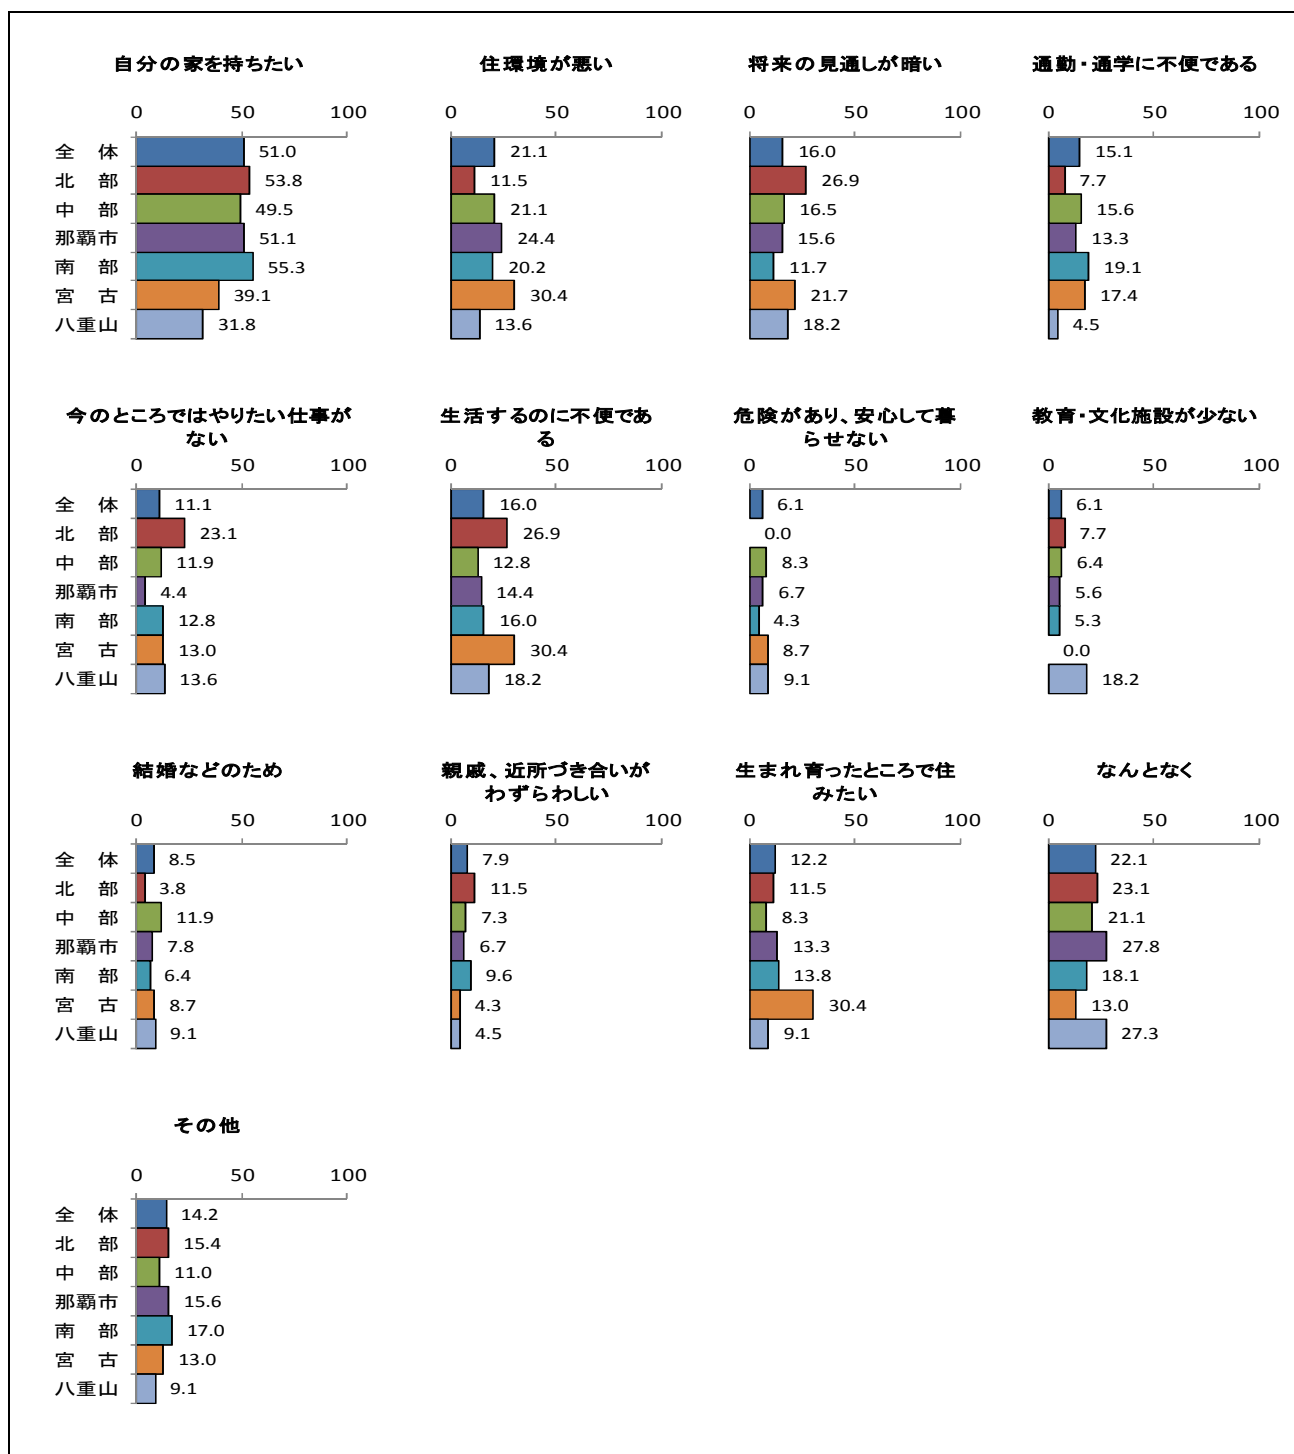 自分の家を持ちたい
0 50 100
全 体 51.0
北 部 53.8
中 部 49.5
那覇市 51.1
南 部 55.3
宮 古 39.1
八重山 31.8
住環境が悪い
0 50 100
21.1
11.5
21.1
24.4
20.2
30.4
13.6
将来の見通しが暗い
0 50 100
16.0
26.9
16.5
15.6
11.7
21.7
18.2
通勤・通学に不便である
0 50 100
15.1
7.7
15.6
13.3
19.1
17.4
4.5
今のところではやりたい仕事が
ない
0 50 100
全 体 11.1
北 部 23.1
中 部 11.9
那覇市 4.4
南 部 12.8
宮 古 13.0
八重山 13.6
生活するのに不便であ
る
0 50 100
16.0
26.9
12.8
14.4
16.0
30.4
18.2
危険があり、安心して暮
らせない
0 50 100
6.1
0.0
8.3
6.7
4.3
8.7
9.1
教育・文化施設が少ない
0 50 100
6.1
7.7
6.4
5.6
5.3
0.0
18.2
結婚などのため
0 50 100
全 体 8.5
北 部 3.8
中 部 11.9
那覇市 7.8
南 部 6.4
宮 古 8.7
八重山 9.1
親戚、近所づき合いが
わずらわしい
0 50 100
7.9
11.5
7.3
6.7
9.6
4.3
4.5
生まれ育ったところで住
みたい
0 50 100
12.2
11.5
8.3
13.3
13.8
30.4
9.1
なんとなく
0 50 100
22.1
23.1
21.1
27.8
18.1
13.0
27.3
その他
0 50 100
全 体 14.2
北 部 15.4
中 部 11.0
那覇市 15.6
南 部 17.0
宮 古 13.0
八重山 9.1